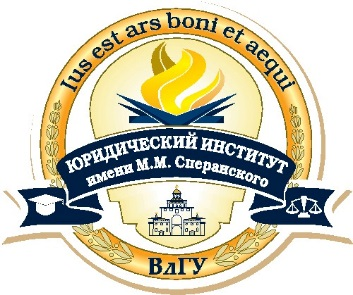 Ius est ars boni et aequi
ЮРИДИЧЕСКИЙ ИНСТИТУТ
имени М.М. Сперанского
ВлГУ